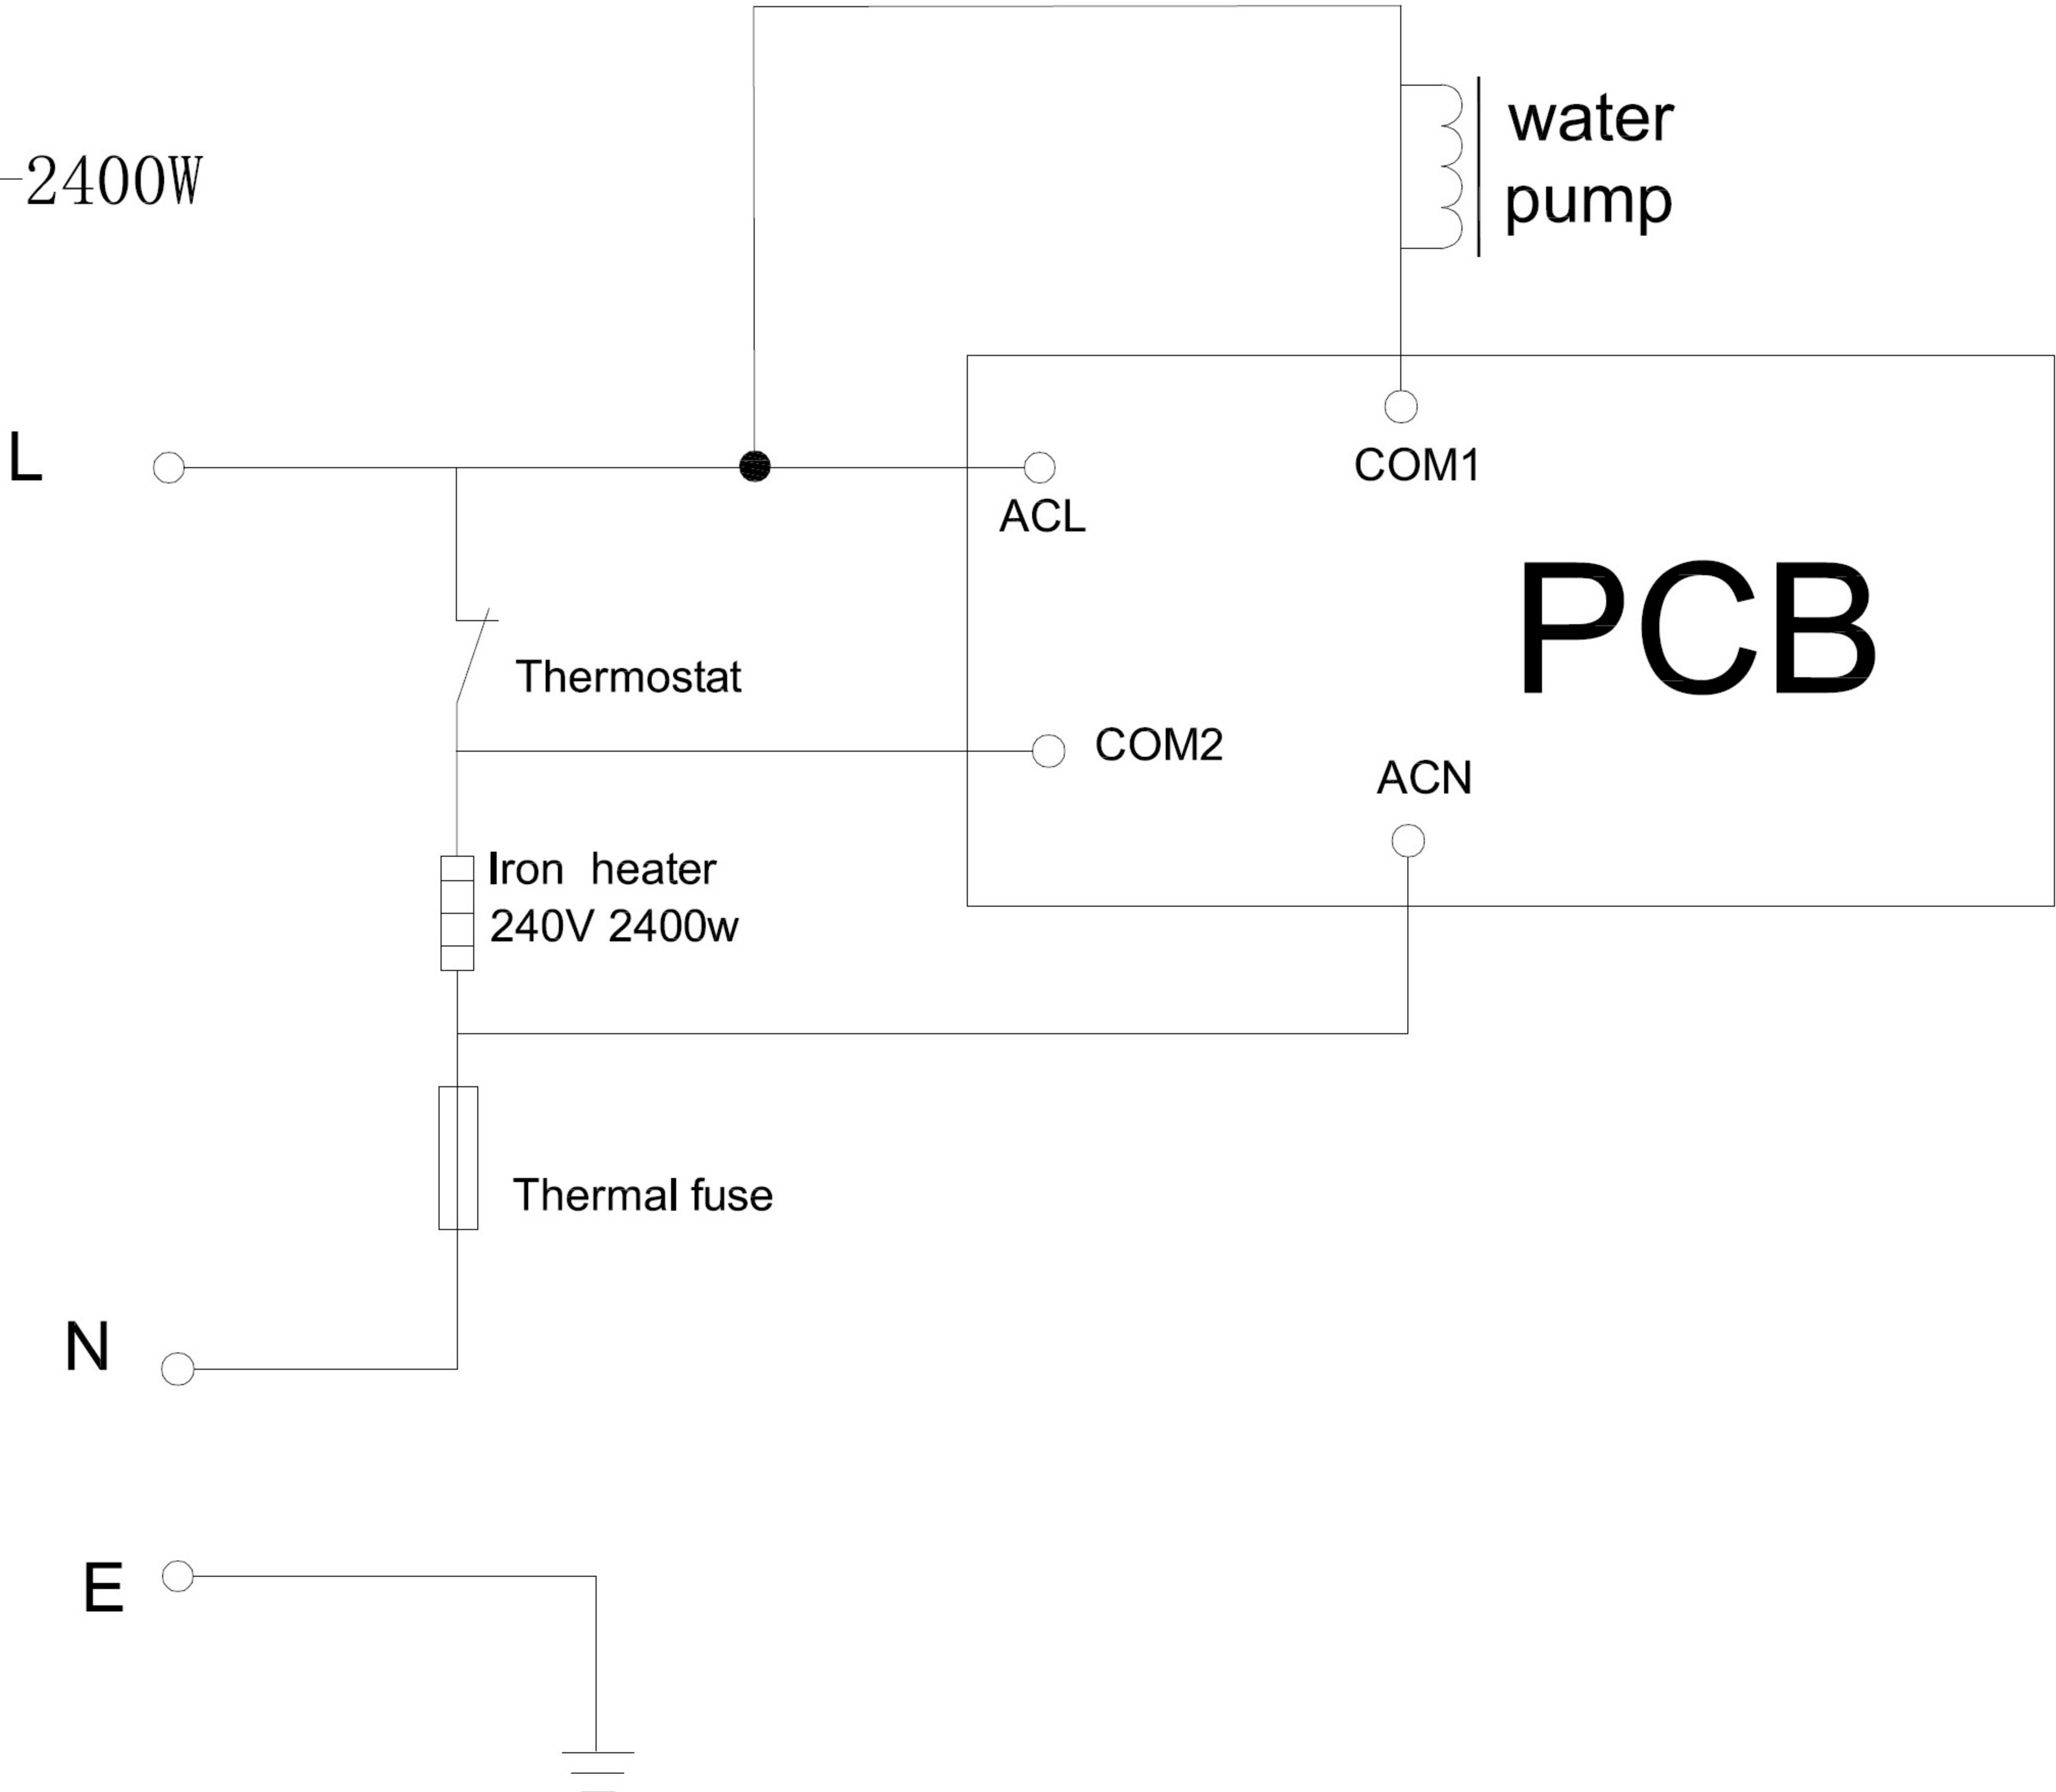 water
pump
-2400W
L
COM1
ACL
PCB
Thermostat
COM2
ACN
Iron heater
240V 2400w
Thermal fuse
N
E